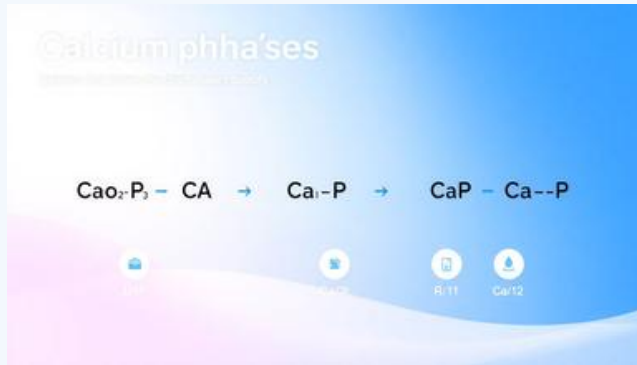 Calcium phha'ses
Cao₂·P₃ – CA → Ca₁–P → CaP – Ca--P
R/11 Ca/12